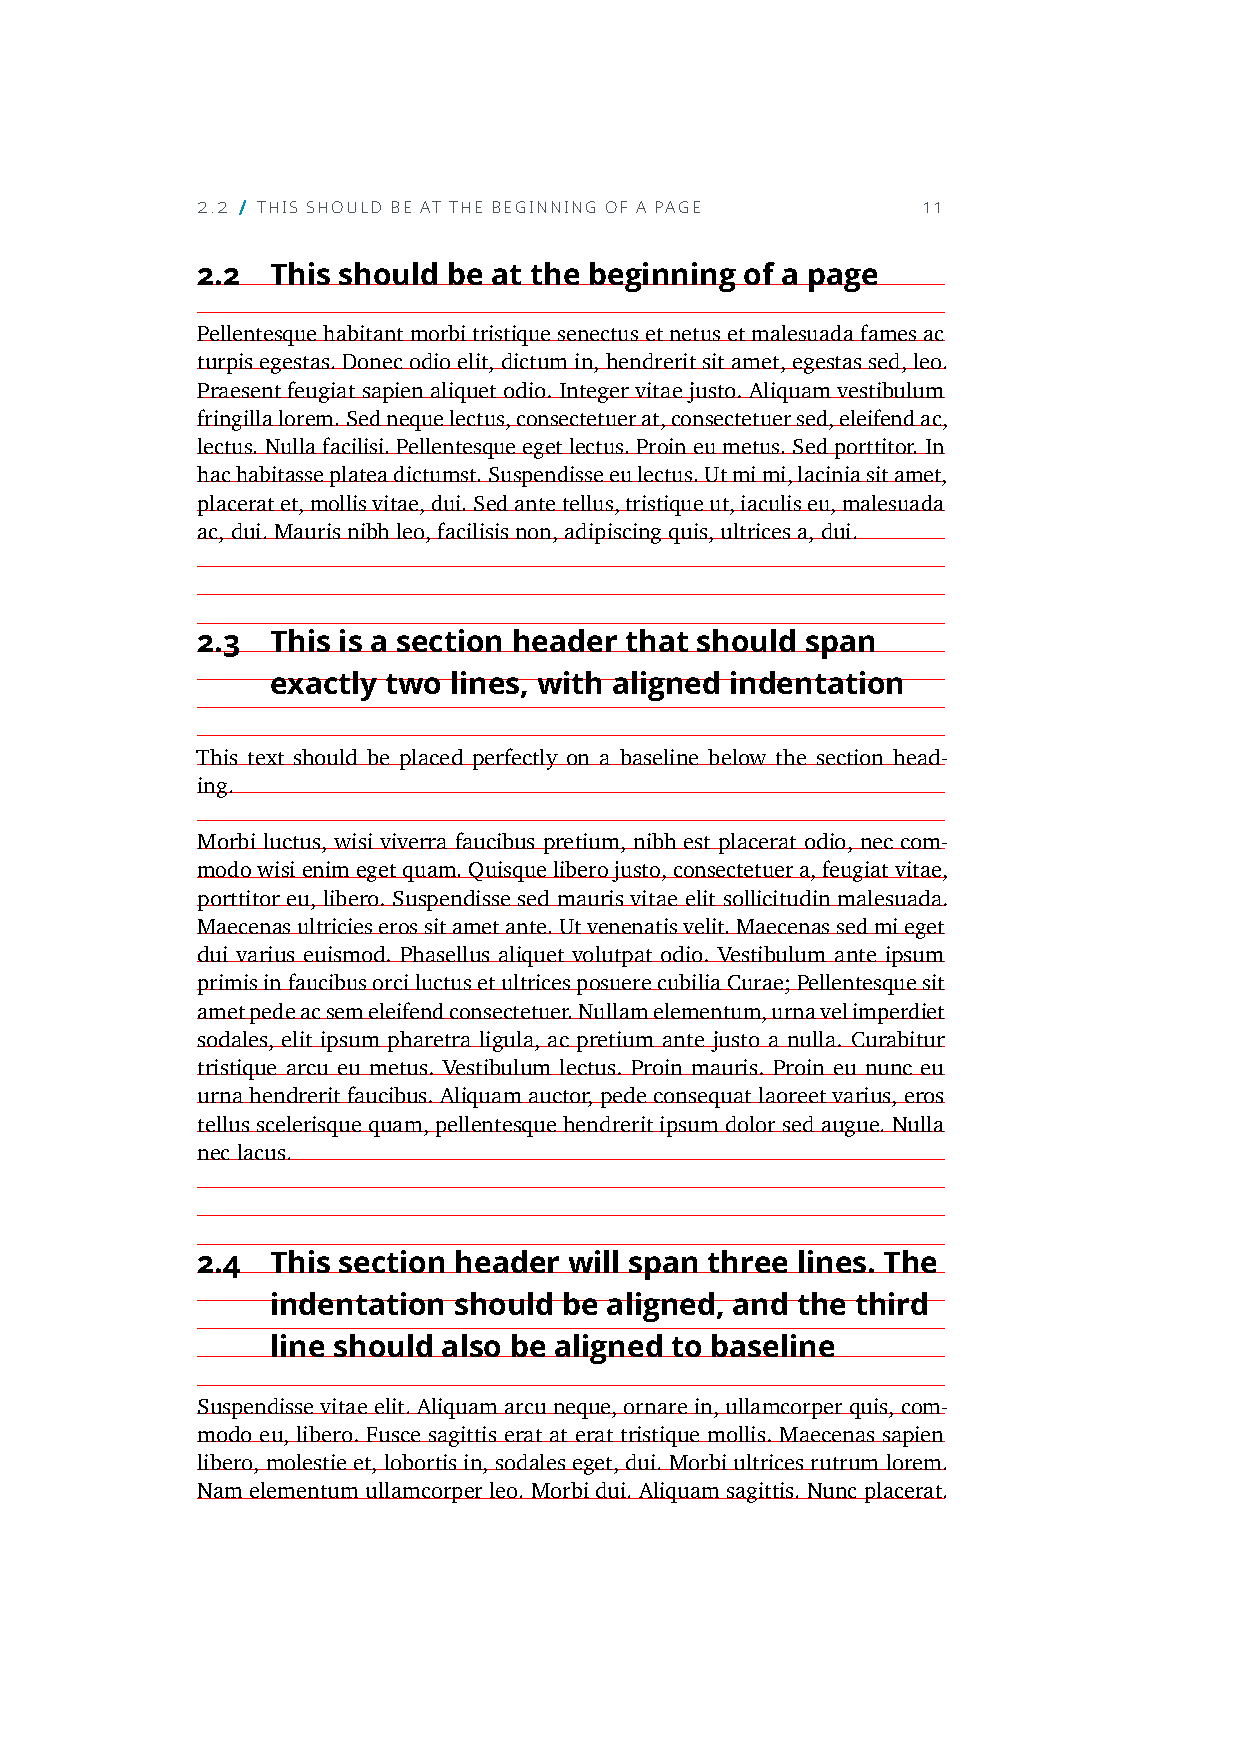 2.2 / THIS SHOULD BE AT THE BEGINNING OF A PAGE 11
2.2 This should be at the beginning of a page
Pellentesque habitant morbi tristique senectus et netus et malesuada fames ac
turpis egestas. Donec odio elit, dictum in, hendrerit sit amet, egestas sed, leo.
Praesent feugiat sapien aliquet odio. Integer vitae justo. Aliquam vestibulum
fringilla lorem. Sed neque lectus, consectetuer at, consectetuer sed, eleifend ac,
lectus. Nulla facilisi. Pellentesque eget lectus. Proin eu metus. Sed porttitor. In
hac habitasse platea dictumst. Suspendisse eu lectus. Ut mi mi, lacinia sit amet,
placerat et, mollis vitae, dui. Sed ante tellus, tristique ut, iaculis eu, malesuada
ac, dui. Mauris nibh leo, facilisis non, adipiscing quis, ultrices a, dui.
2.3 This is a section header that should span
exactly two lines, with aligned indentation
This text should be placed perfectly on a baseline below the section head-
ing.
Morbi luctus, wisi viverra faucibus pretium, nibh est placerat odio, nec com-
modo wisi enim eget quam. Quisque libero justo, consectetuer a, feugiat vitae,
porttitor eu, libero. Suspendisse sed mauris vitae elit sollicitudin malesuada.
Maecenas ultricies eros sit amet ante. Ut venenatis velit. Maecenas sed mi eget
dui varius euismod. Phasellus aliquet volutpat odio. Vestibulum ante ipsum
primis in faucibus orci luctus et ultrices posuere cubilia Curae; Pellentesque sit
amet pede ac sem eleifend consectetuer. Nullam elementum, urna vel imperdiet
sodales, elit ipsum pharetra ligula, ac pretium ante justo a nulla. Curabitur
tristique arcu eu metus. Vestibulum lectus. Proin mauris. Proin eu nunc eu
urna hendrerit faucibus. Aliquam auctor, pede consequat laoreet varius, eros
tellus scelerisque quam, pellentesque hendrerit ipsum dolor sed augue. Nulla
nec lacus.
2.4 This section header will span three lines. The
indentation should be aligned, and the third
line should also be aligned to baseline
Suspendisse vitae elit. Aliquam arcu neque, ornare in, ullamcorper quis, com-
modo eu, libero. Fusce sagittis erat at erat tristique mollis. Maecenas sapien
libero, molestie et, lobortis in, sodales eget, dui. Morbi ultrices rutrum lorem.
Nam elementum ullamcorper leo. Morbi dui. Aliquam sagittis. Nunc placerat.